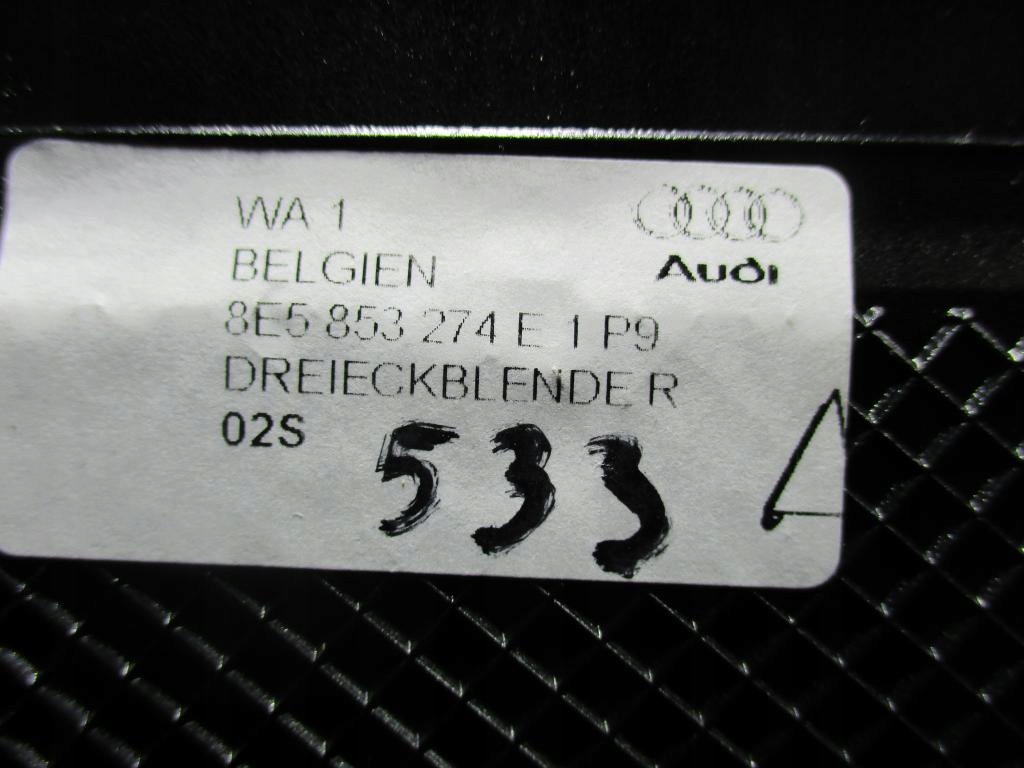 WA 1
Audi
BELGIEN
8E5 853 274 E 1 P9
DREIECKBLENDE R
02S
533